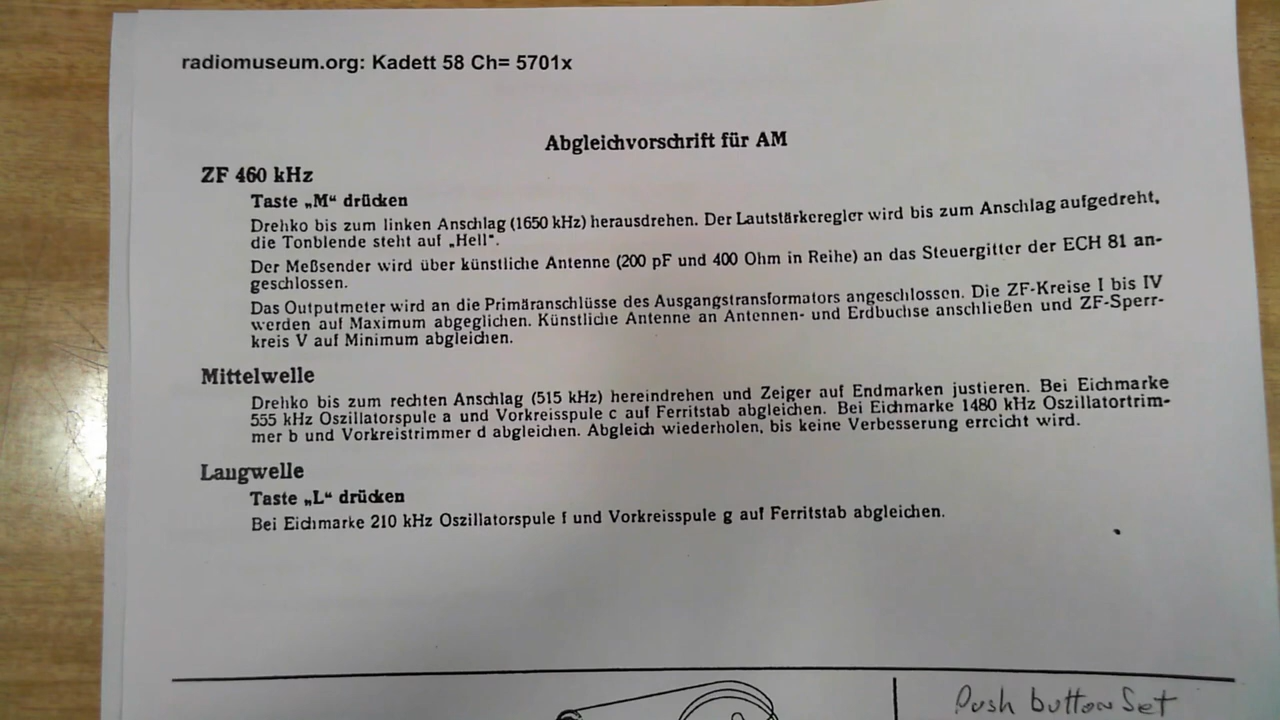 radiomuseum.org: Kadett 58 Ch= 5701x
Abgleichvorschrift für AM
ZF 460 kHz
Taste „M“ drücken
Drehko bis zum linken Anschlag (1650 kHz) herausdrehen. Der Lautstärkeregler wird bis zum Anschlag aufgedreht,
die Tonblende steht auf „Hell“.
Der Meßsender wird über künstliche Antenne (200 pF und 400 Ohm in Reihe) an das Steuergitter der ECH 81 an-
geschlossen.
Das Outputmeter wird an die Primäranschlüsse des Ausgangstransformators angeschlossen. Die ZF-Kreise I bis IV
werden auf Maximum abgeglichen. Künstliche Antenne an Antennen- und Erdbuchse anschließen und ZF-Sperr-
kreis V auf Minimum abgleichen.
Mittelwelle
Drehko bis zum rechten Anschlag (515 kHz) hereindrehen und Zeiger auf Endmarken justieren. Bei Eichmarke
555 kHz Oszillatorspule a und Vorkreisspule c auf Ferritstab abgleichen. Bei Eichmarke 1480 kHz Oszillatortrim-
mer b und Vorkreistrimmer d abgleichen. Abgleich wiederholen, bis keine Verbesserung erreicht wird.
Langwelle
Taste „L“ drücken
Bei Eichmarke 210 kHz Oszillatorspule f und Vorkreisspule g auf Ferritstab abgleichen.
Push button Set